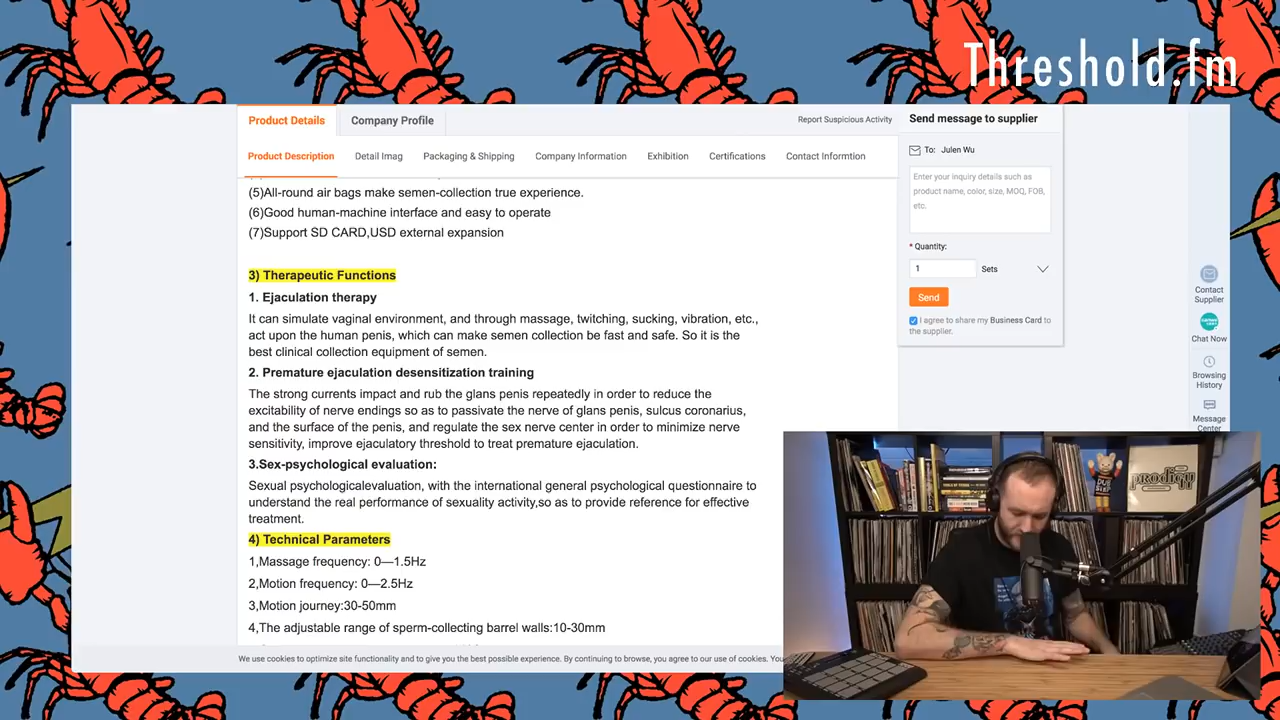 Threshold.fm
Product Details
Company Profile
Report Suspicious Activity
Product Description
Detail Imag
Packaging & Shipping
Company Information
Exhibition
Certifications
Contact Informtion
(5)All-round air bags make semen-collection true experience.
(6)Good human-machine interface and easy to operate
(7)Support SD CARD,USD external expansion
3) Therapeutic Functions
1. Ejaculation therapy
It can simulate vaginal environment, and through massage, twitching, sucking, vibration, etc.,
act upon the human penis, which can make semen collection be fast and safe. So it is the
best clinical collection equipment of semen.
2. Premature ejaculation desensitization training
The strong currents impact and rub the glans penis repeatedly in order to reduce the
excitability of nerve endings so as to passivate the nerve of glans penis, sulcus coronarius,
and the surface of the penis, and regulate the sex nerve center in order to minimize nerve
sensitivity, improve ejaculatory threshold to treat premature ejaculation.
3.Sex-psychological evaluation:
Sexual psychologicalevaluation, with the international general psychological questionnaire to
understand the real performance of sexuality activity,so as to provide reference for effective
treatment.
4) Technical Parameters
1,Massage frequency: 0—1.5Hz
2,Motion frequency: 0—2.5Hz
3,Motion journey:30-50mm
4,The adjustable range of sperm-collecting barrel walls:10-30mm
We use cookies to optimize site functionality and to give you the best possible experience. By continuing to browse, you agree to our use of cookies. You
Send message to supplier
To: Julen Wu
Enter your inquiry details such as
product name, color, size, MOQ, FOB,
etc.
* Quantity:
1
Sets
Send
I agree to share my Business Card to
the supplier.
Contact
Supplier
Chat Now
Browsing
History
Message
Center
DUB
STEP
prodigy